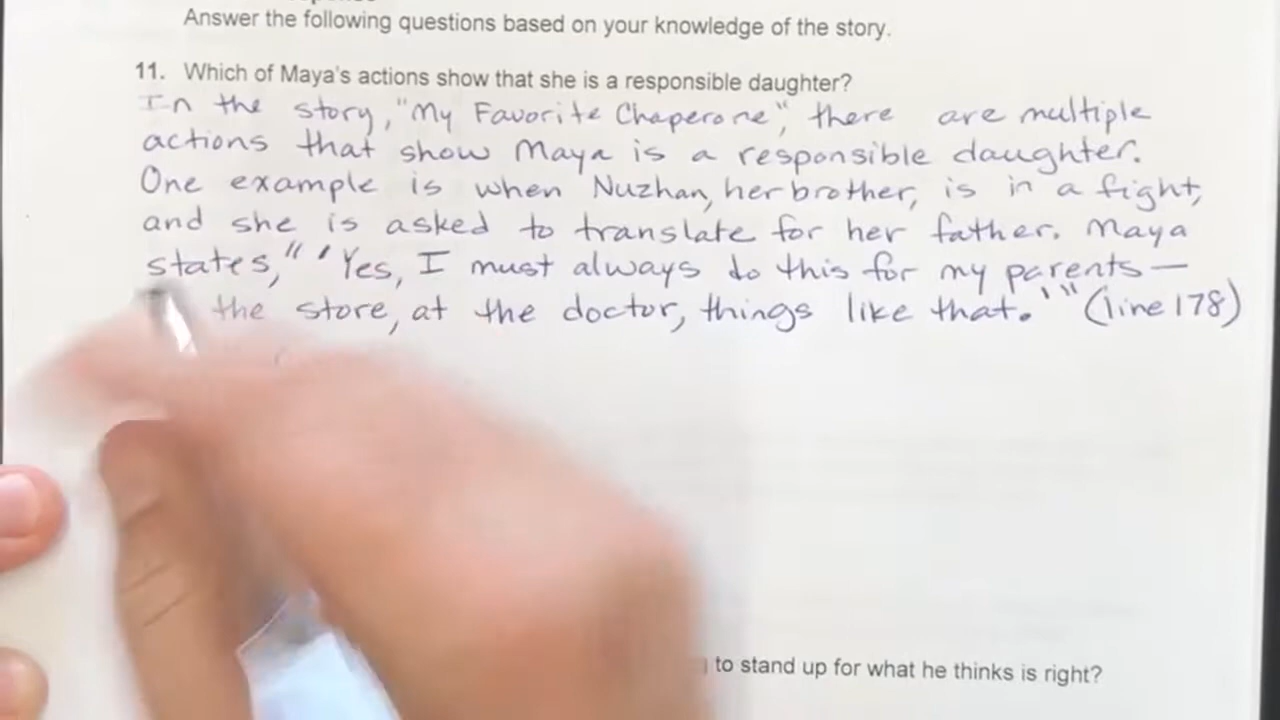 Answer the following questions based on your knowledge of the story.
11. Which of Maya's actions show that she is a responsible daughter?
In the story, "My Favorite Chaperone", there are multiple
actions that show Maya is a responsible daughter.
One example is when Nuzhan, her brother, is in a fight,
and she is asked to translate for her father. Maya
states, " 'Yes, I must always do this for my parents—
the store, at the doctor, things like that.' " (line 178)
to stand up for what he thinks is right?